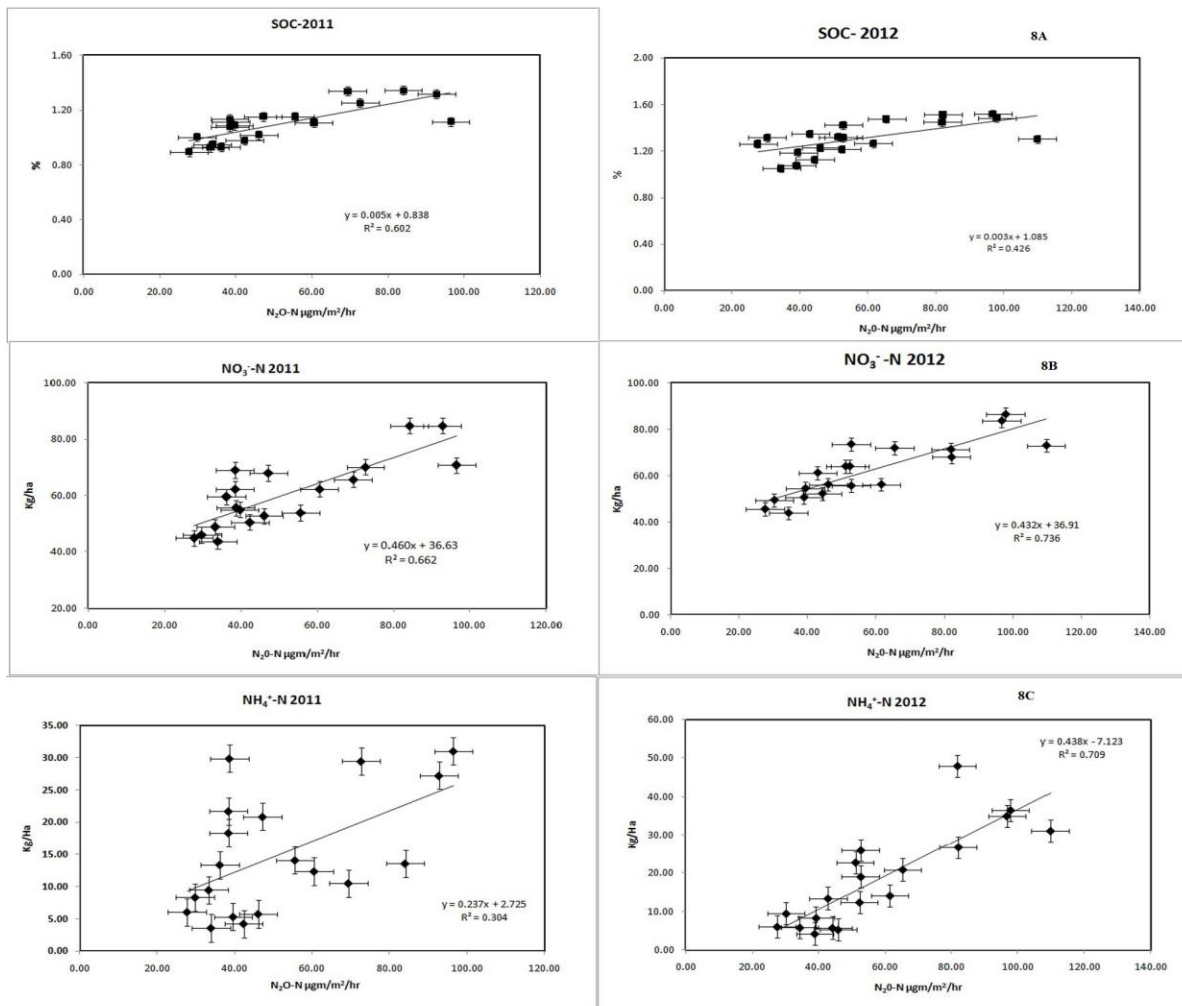 SOC-2011
1.60
1.20
0.80
0.40
0.00
%
y = 0.005x + 0.838
R² = 0.602
0.00 20.00 40.00 60.00 80.00 100.00 120.00
N₂O-N µgm/m²/hr
SOC- 2012 8A
2.00
1.60
1.20
0.80
0.40
0.00
%
y = 0.003x + 1.085
R² = 0.426
0.00 20.00 40.00 60.00 80.00 100.00 120.00 140.00
N₂0-N µgm/m²/hr
NO₃⁻-N 2011
100.00
80.00
60.00
40.00
20.00
Kg/ha
y = 0.460x + 36.63
R² = 0.662
0.00 20.00 40.00 60.00 80.00 100.00 120.00
N₂0-N µgm/m²/hr
NO₃⁻ -N 2012 8B
100.00
80.00
60.00
40.00
20.00
0.00
Kg/ha
y = 0.432x + 36.91
R² = 0.736
0.00 20.00 40.00 60.00 80.00 100.00 120.00 140.00
N₂0-N µgm/m²/hr
NH₄⁺-N 2011
35.00
30.00
25.00
20.00
15.00
10.00
5.00
0.00
Kg/Ha
y = 0.237x + 2.725
R² = 0.304
0.00 20.00 40.00 60.00 80.00 100.00 120.00
N₂O-N µgm/m²/hr
NH₄⁺-N 2012 8C
60.00
50.00
40.00
30.00
20.00
10.00
0.00
Kg/Ha
y = 0.438x - 7.123
R² = 0.709
0.00 20.00 40.00 60.00 80.00 100.00 120.00 140.00
N₂0-N µgm/m²/hr